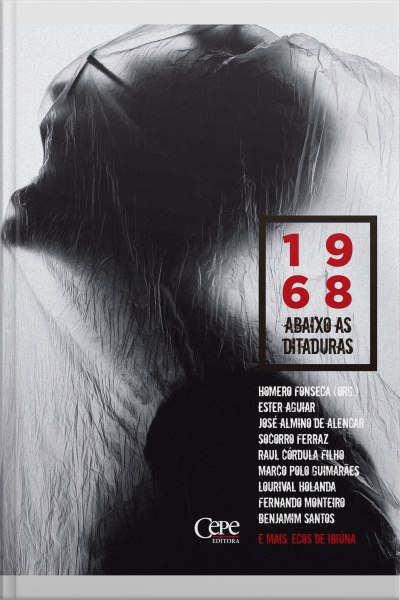 19
68
ABAIXO AS
DITADURAS
HOMERO FONSECA (ORG.)
ESTER AGUIAR
JOSÉ ALMINO DE ALENCAR
SOCORRO FERRAZ
RAUL CÓRDULA FILHO
MARCO POLO GUIMARÃES
LOURIVAL HOLANDA
FERNANDO MONTEIRO
BENJAMIM SANTOS
E MAIS: ECOS DE IBIÚNA
Cepe
EDITORA